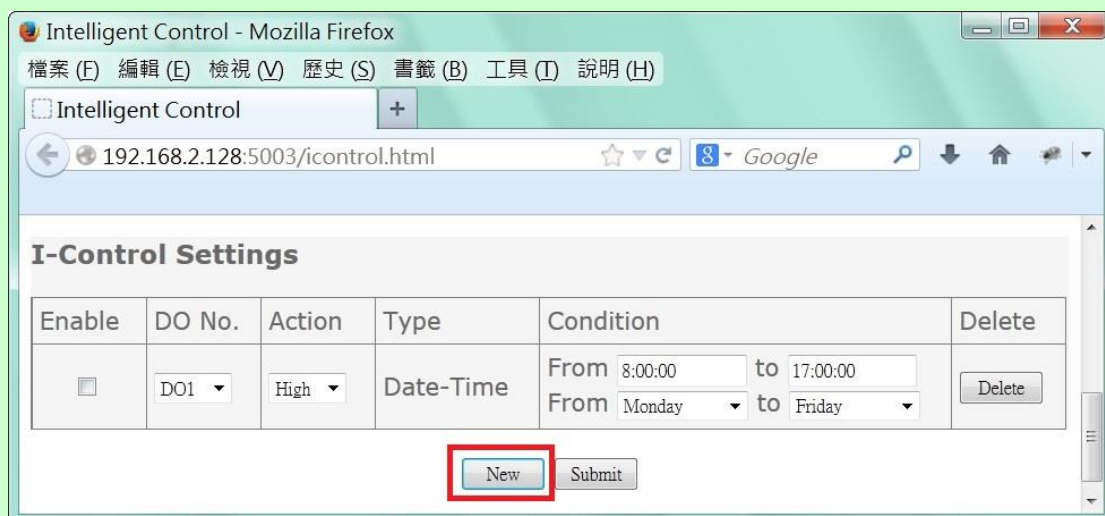 Intelligent Control - Mozilla Firefox
檔案 (F) 編輯 (E) 檢視 (V) 歷史 (S) 書籤 (B) 工具 (T) 說明 (H)
Intelligent Control +
192.168.2.128:5003/icontrol.html 8 Google
I-Control Settings
Enable DO No. Action Type Condition Delete
DO1 High Date-Time From 8:00:00 to 17:00:00 Delete
From Monday to Friday
New Submit